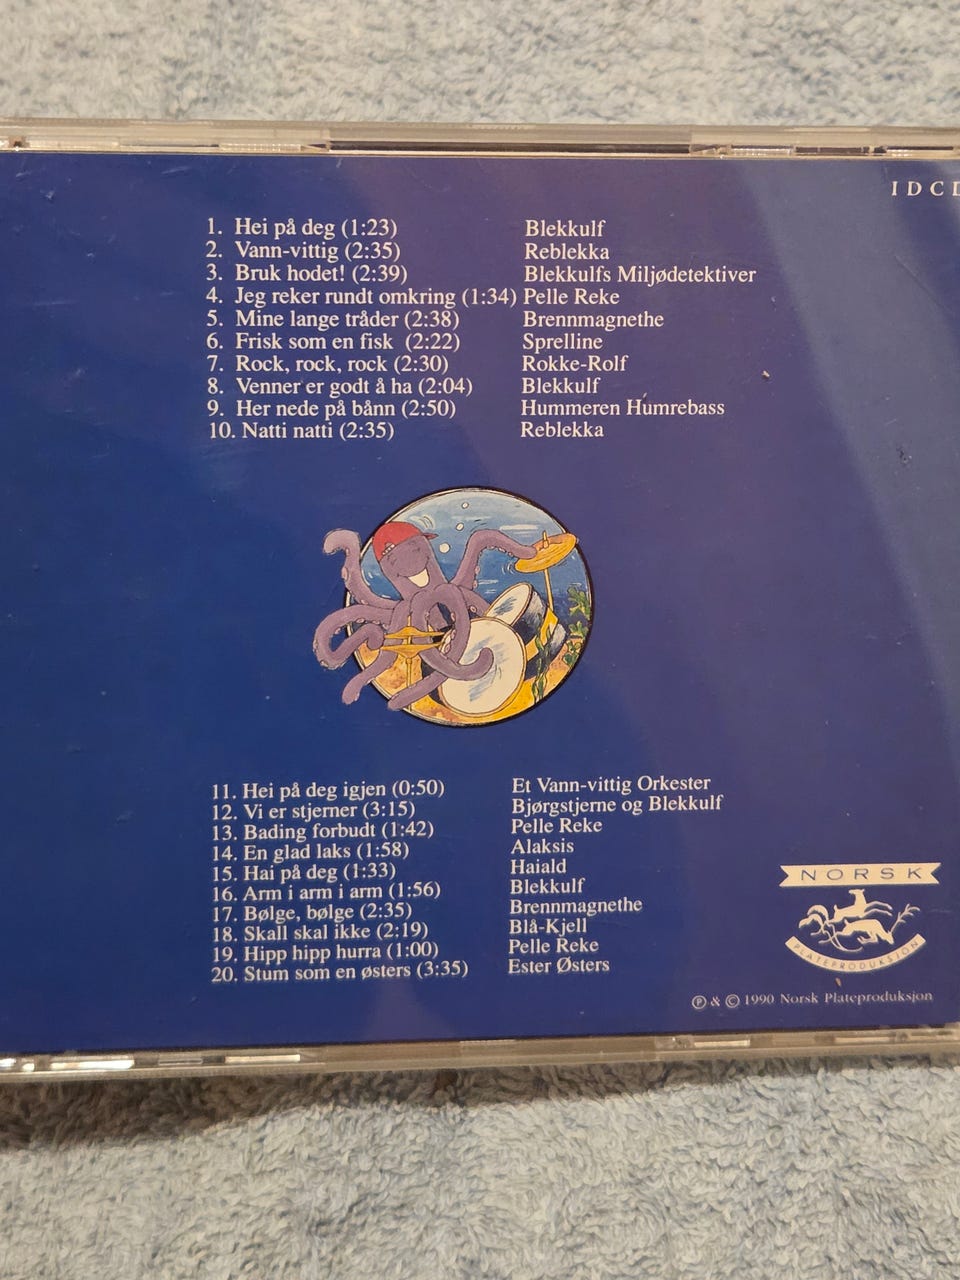 IDCD
1. Hei på deg (1:23) Blekkulf
2. Vann-vittig (2:35) Reblekka
3. Bruk hodet! (2:39) Blekkulfs Miljødetektiver
4. Jeg reker rundt omkring (1:34) Pelle Reke
5. Mine lange tråder (2:38) Brennmagnethe
6. Frisk som en fisk (2:22) Sprelline
7. Rock, rock, rock (2:30) Rokke-Rolf
8. Venner er godt å ha (2:04) Blekkulf
9. Her nede på bånn (2:50) Hummeren Humrebass
10. Natti natti (2:35) Reblekka
11. Hei på deg igjen (0:50) Et Vann-vittig Orkester
12. Vi er stjerner (3:15) Bjørgstjerne og Blekkulf
13. Bading forbudt (1:42) Pelle Reke
14. En glad laks (1:58) Alaksis
15. Hai på deg (1:33) Haiald
16. Arm i arm i arm (1:56) Blekkulf
17. Bølge, bølge (2:35) Brennmagnethe
18. Skall skal ikke (2:19) Blå-Kjell
19. Hipp hipp hurra (1:00) Pelle Reke
20. Stum som en østers (3:35) Ester Østers
NORSK
PLATEPRODUKSJON
℗ & © 1990 Norsk Plateproduksjon